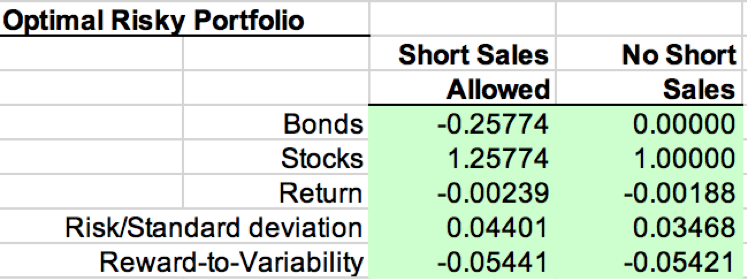 Optimal Risky Portfolio
Short Sales No Short
Allowed Sales
Bonds -0.25774 0.00000
Stocks 1.25774 1.00000
Return -0.00239 -0.00188
Risk/Standard deviation 0.04401 0.03468
Reward-to-Variability -0.05441 -0.05421